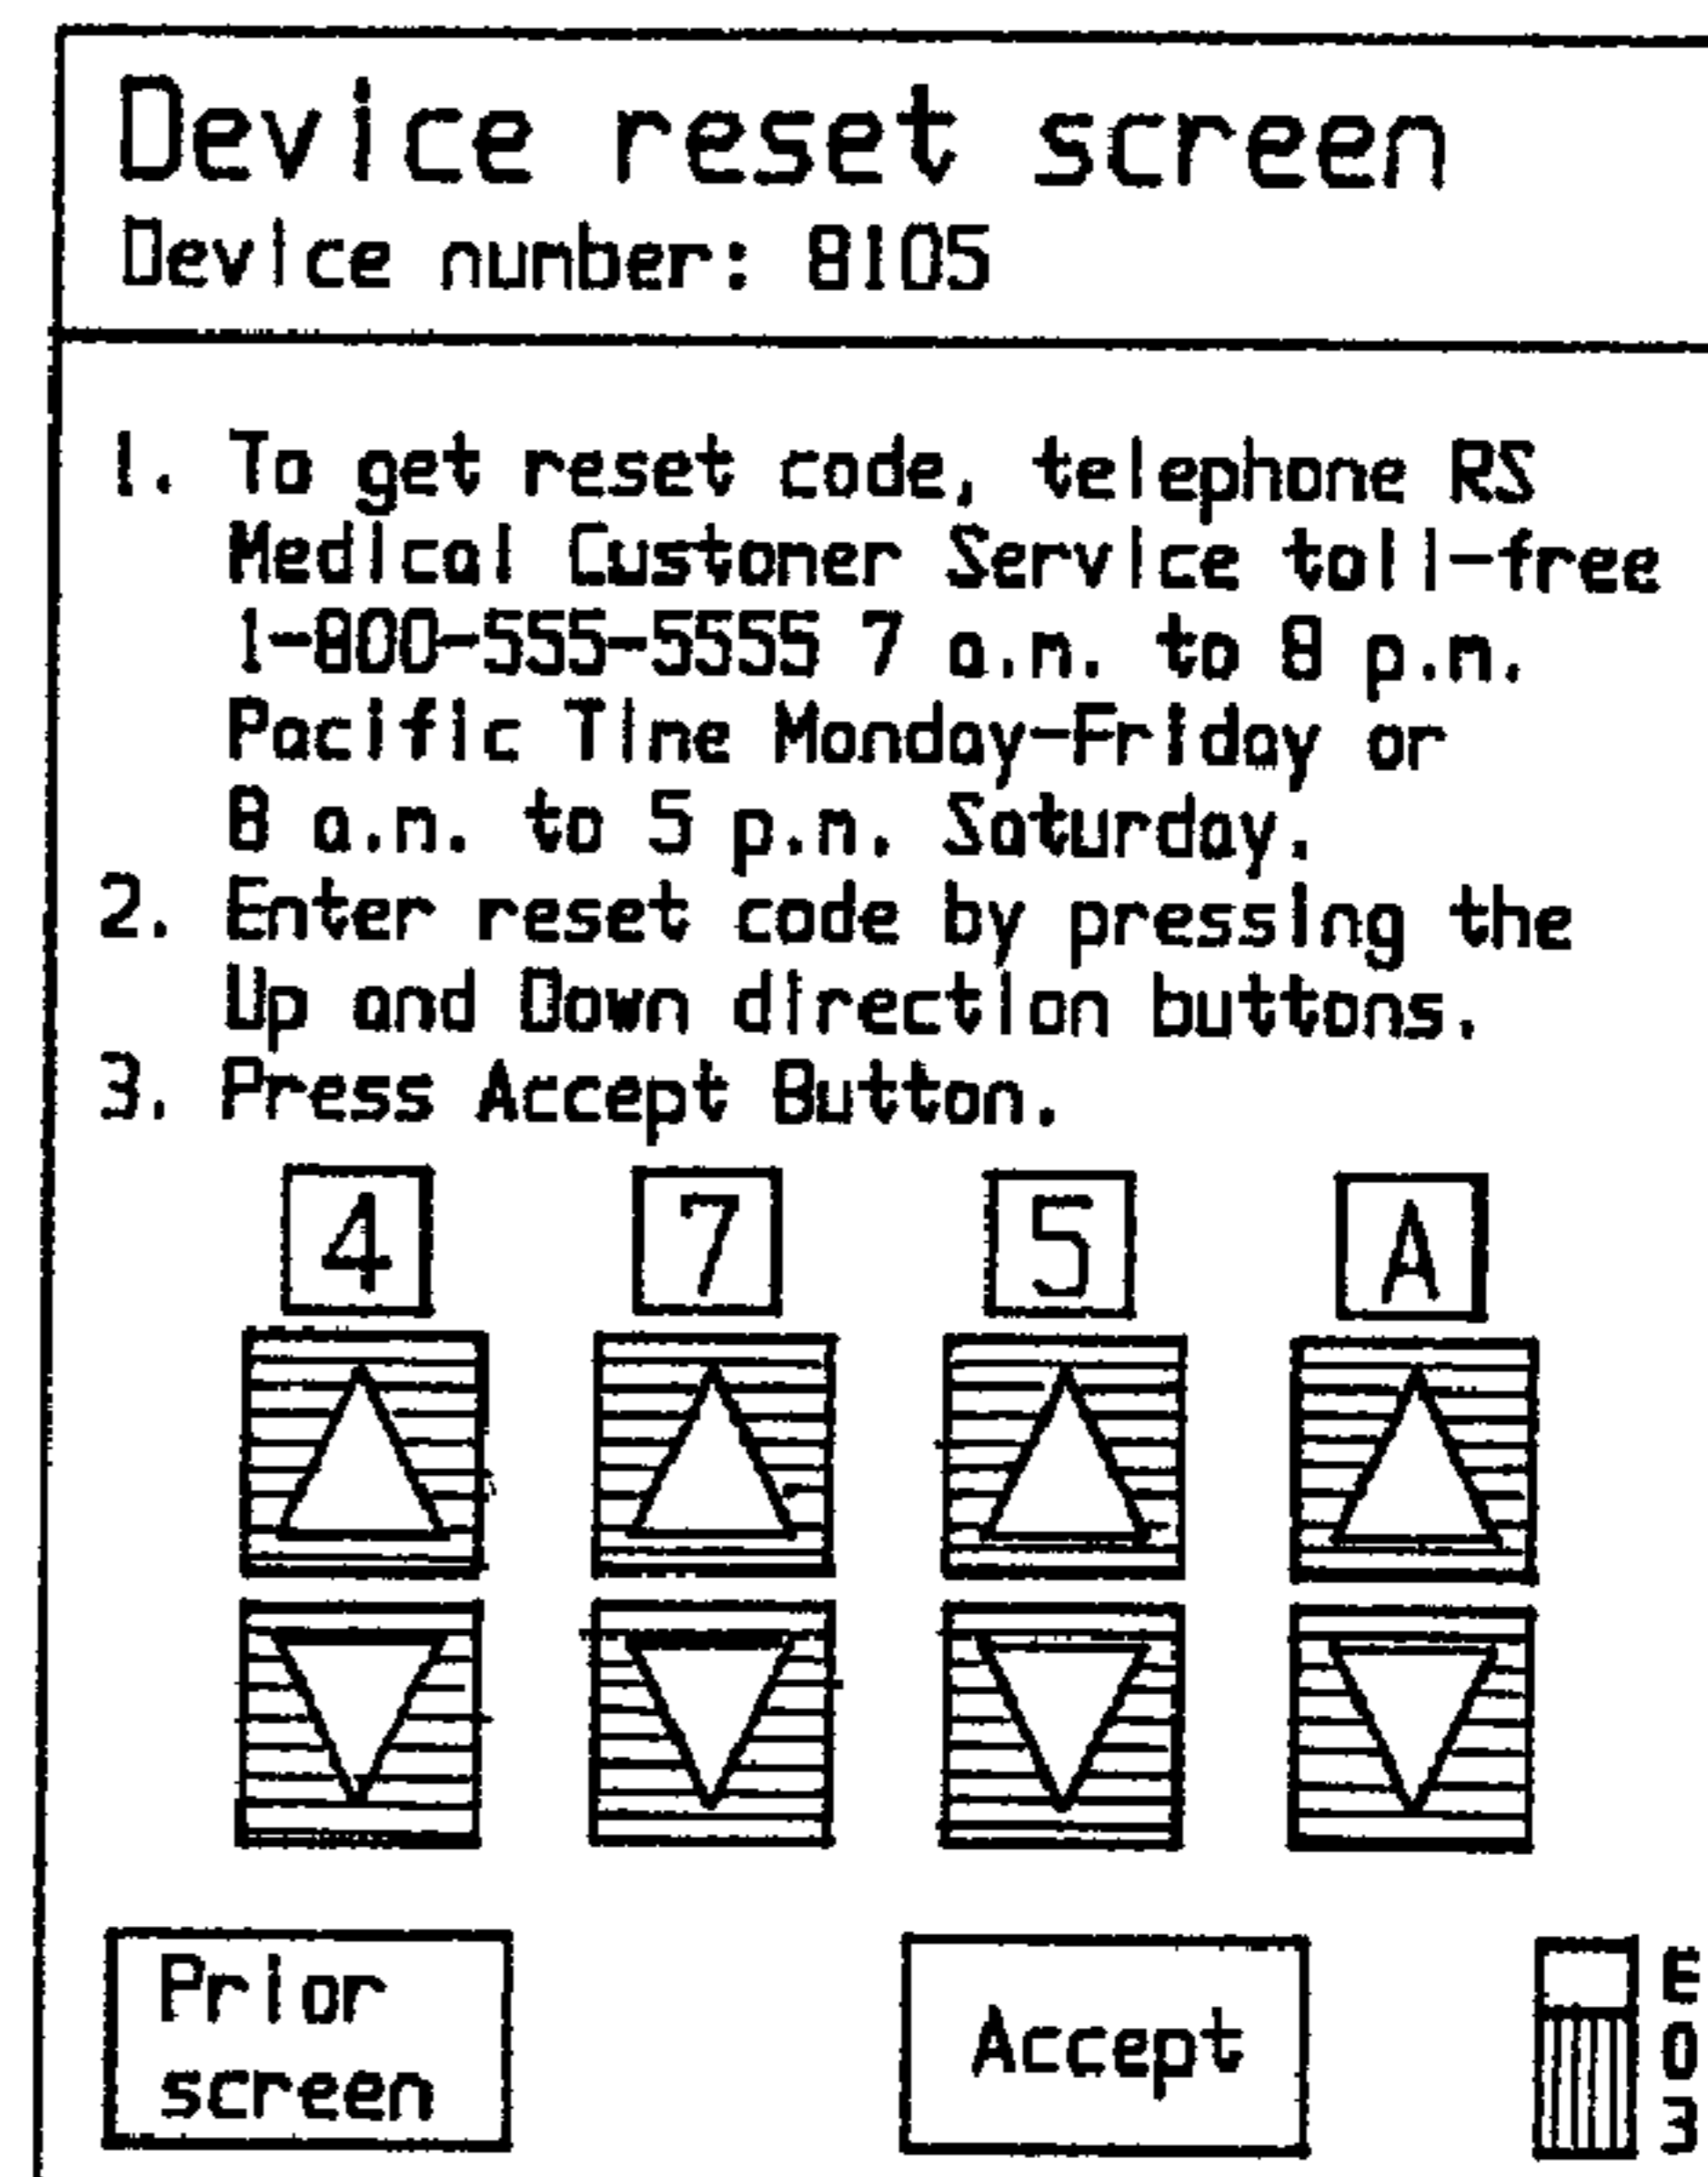 Device reset screen
Device number: 8105
1. To get reset code, telephone RS
Medical Customer Service toll-free
1-800-555-5555 7 a.m. to 8 p.m.
Pacific Time Monday-Friday or
8 a.m. to 5 p.m. Saturday.
2. Enter reset code by pressing the
Up and Down direction buttons.
3. Press Accept Button.
4 7 5 A
Prior
screen
Accept
E
0
3